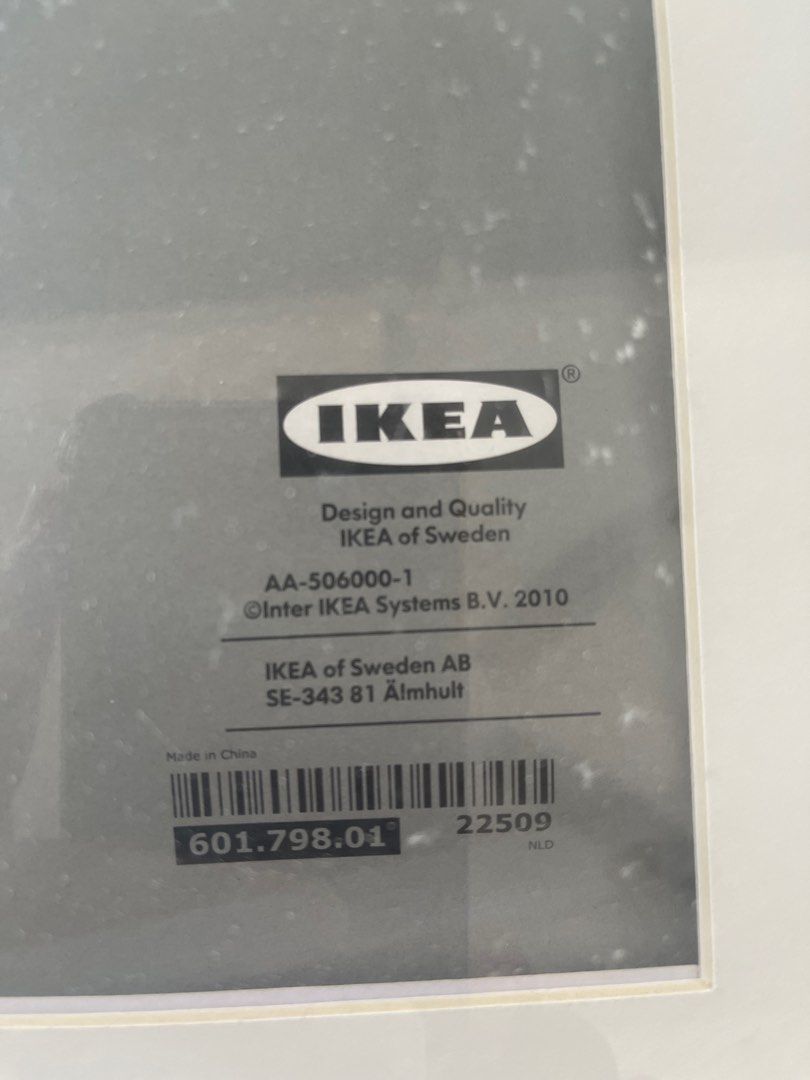 IKEA®
Design and Quality
IKEA of Sweden
AA-506000-1
©Inter IKEA Systems B.V. 2010
IKEA of Sweden AB
SE-343 81 Älmhult
Made in China
601.798.01
22509
NLD